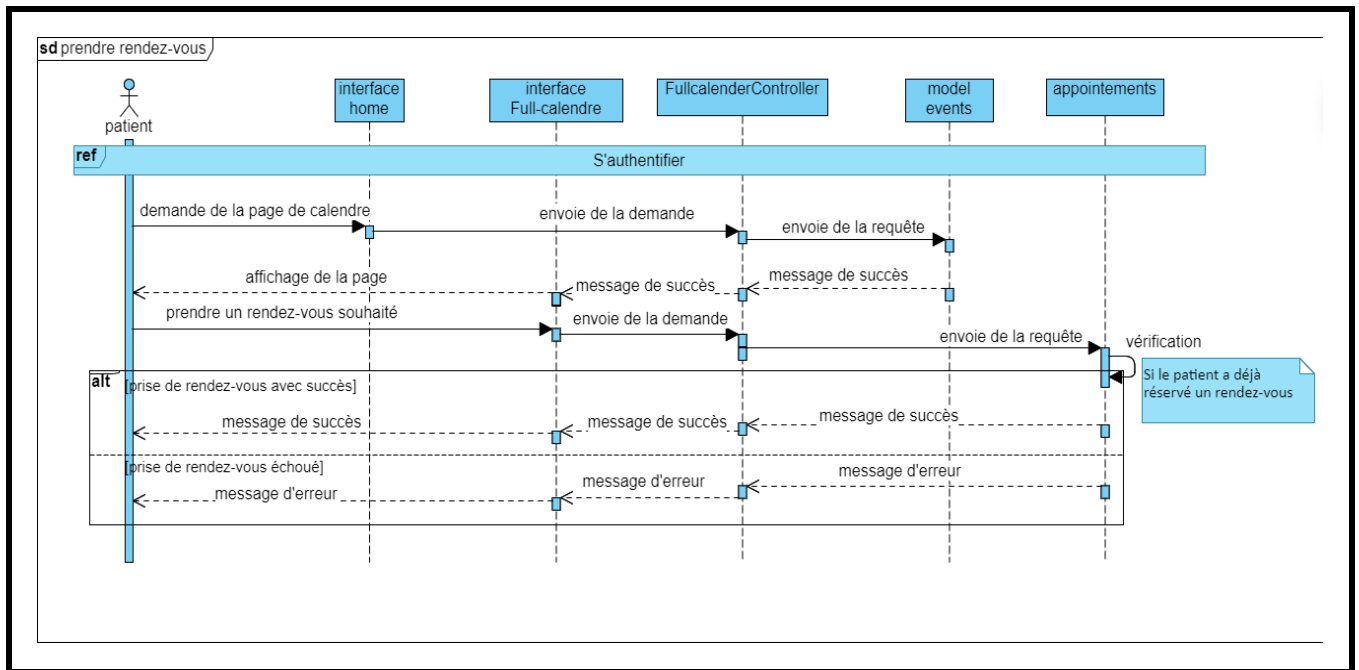 sd prendre rendez-vous
patient
interface
home
interface
Full-calendre
FullcalenderController
model
events
appointements
ref
S'authentifier
demande de la page de calendre
envoie de la demande
envoie de la requête
affichage de la page
message de succès
message de succès
prendre un rendez-vous souhaité
envoie de la demande
envoie de la requête
vérification
Si le patient a déjà
réservé un rendez-vous
alt
[prise de rendez-vous avec succès]
message de succès
message de succès
message de succès
[prise de rendez-vous échoué]
message d'erreur
message d'erreur
message d'erreur